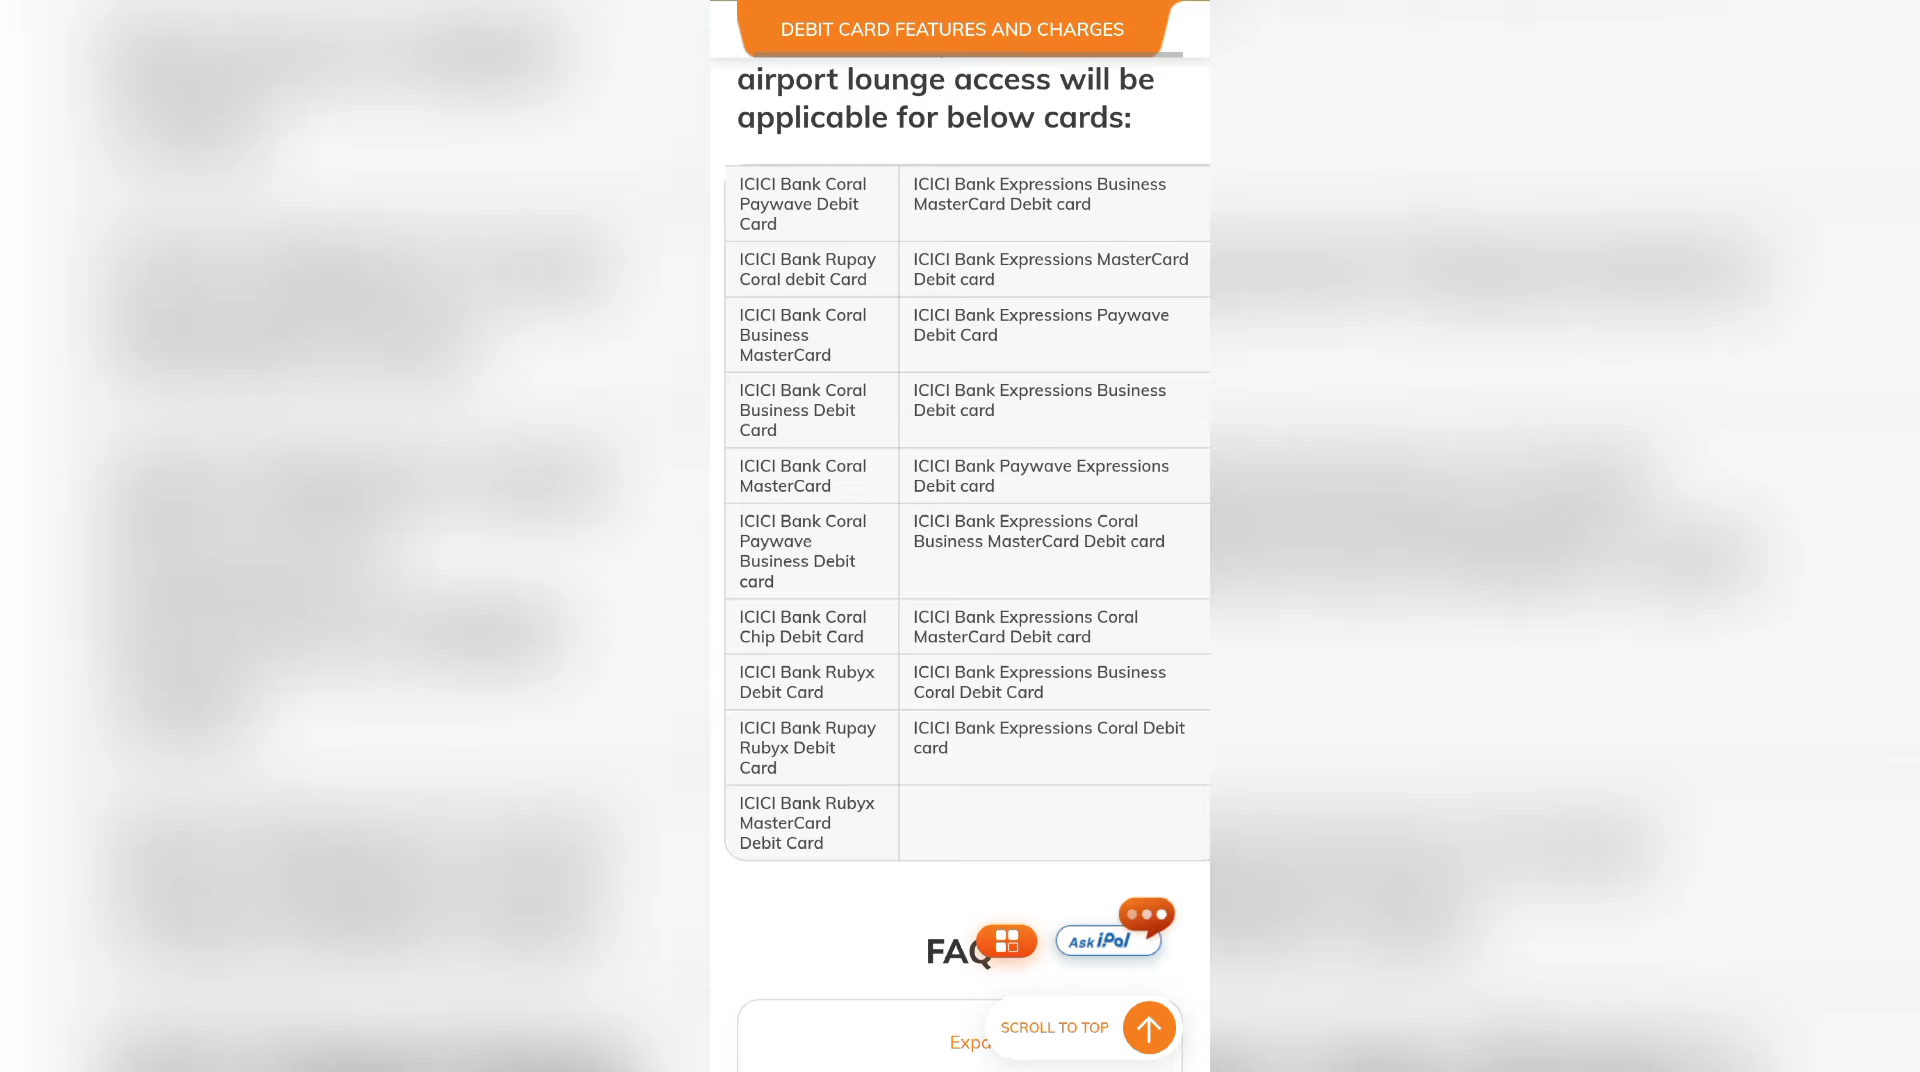 DEBIT CARD FEATURES AND CHARGES
airport lounge access will be
applicable for below cards:
ICICI Bank Coral
Paywave Debit
Card
ICICI Bank Expressions Business
MasterCard Debit card
ICICI Bank Rupay
Coral debit Card
ICICI Bank Expressions MasterCard
Debit card
ICICI Bank Coral
Business
MasterCard
ICICI Bank Expressions Paywave
Debit Card
ICICI Bank Coral
Business Debit
Card
ICICI Bank Expressions Business
Debit card
ICICI Bank Coral
MasterCard
ICICI Bank Paywave Expressions
Debit card
ICICI Bank Coral
Paywave
Business Debit
card
ICICI Bank Expressions Coral
Business MasterCard Debit card
ICICI Bank Coral
Chip Debit Card
ICICI Bank Expressions Coral
MasterCard Debit card
ICICI Bank Rubyx
Debit Card
ICICI Bank Expressions Business
Coral Debit Card
ICICI Bank Rupay
Rubyx Debit
Card
ICICI Bank Expressions Coral Debit
card
ICICI Bank Rubyx
MasterCard
Debit Card
FAQ
Ask iPal
SCROLL TO TOP